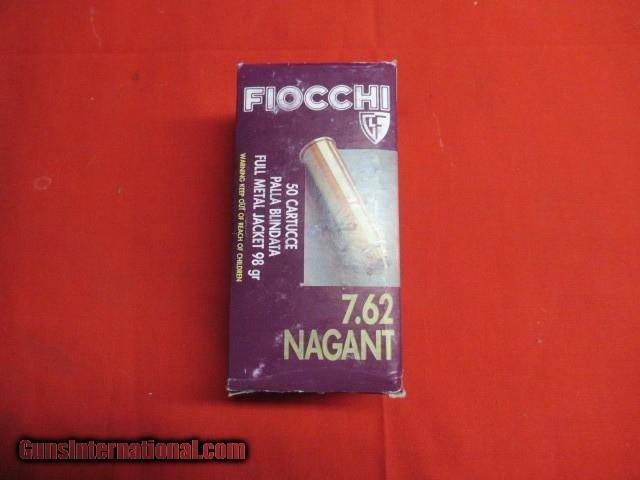 FIOCCHI
GF
50 CARTUCCE
PALLA BLINDATA
FULL METAL JACKET 98 gr
WARNING KEEP OUT OF REACH OF CHILDREN
7.62
NAGANT
GunsInternational.com